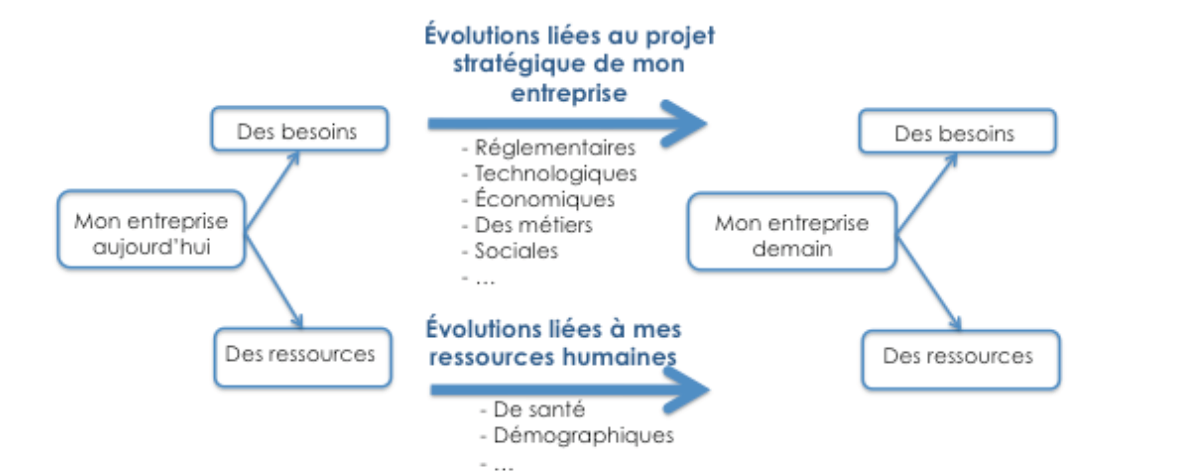 Évolutions liées au projet
stratégique de mon
entreprise
Des besoins
- Réglementaires
- Technologiques
- Économiques
- Des métiers
- Sociales
- ...
Des besoins
Mon entreprise
aujourd'hui
Mon entreprise
demain
Évolutions liées à mes
ressources humaines
Des ressources
- De santé
- Démographiques
- ...
Des ressources